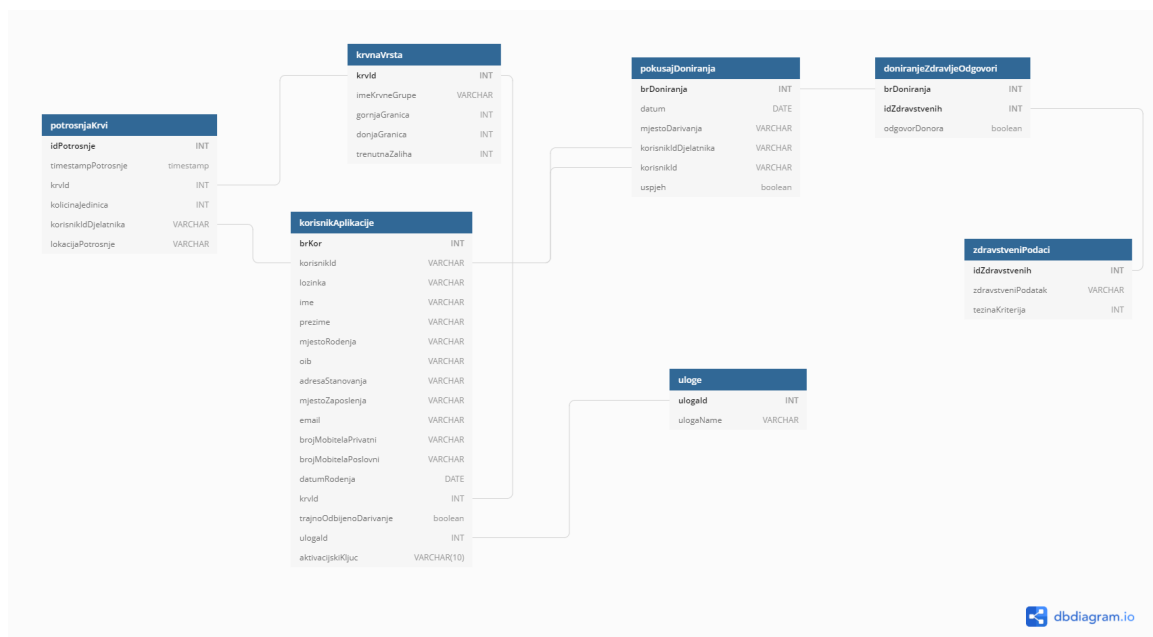 potrosnjaKrvi
idPotrosnje INT
timestampPotrosnje timestamp
krvId INT
kolicinaJedinica INT
korisnikIdDjelatnika VARCHAR
lokacijaPotrosnje VARCHAR
krvnaVrsta
krvId INT
imeKrvneGrupe VARCHAR
gornjaGranica INT
donjaGranica INT
trenutnaZaliha INT
korisnikAplikacije
brKor INT
korisnikId VARCHAR
lozinka VARCHAR
ime VARCHAR
prezime VARCHAR
mjestoRodenja VARCHAR
oib VARCHAR
adresaStanovanja VARCHAR
mjestoZaposlenja VARCHAR
email VARCHAR
brojMobitelaPrivatni VARCHAR
brojMobitelaPoslovni VARCHAR
datumRodenja DATE
krvId INT
trajnoOdbijenoDarivanje boolean
ulogaId INT
aktivacijskiKljuc VARCHAR(10)
pokusajDoniranja
brDoniranja INT
datum DATE
mjestoDarivanja VARCHAR
korisnikIdDjelatnika VARCHAR
korisnikId VARCHAR
uspjeh boolean
doniranjeZdravljeOdgovori
brDoniranja INT
idZdravstvenih INT
odgovorDonora boolean
zdravstveniPodaci
idZdravstvenih INT
zdravstveniPodatak VARCHAR
tezinaKriterija INT
uloge
ulogaId INT
ulogaName VARCHAR
dbdiagram.io